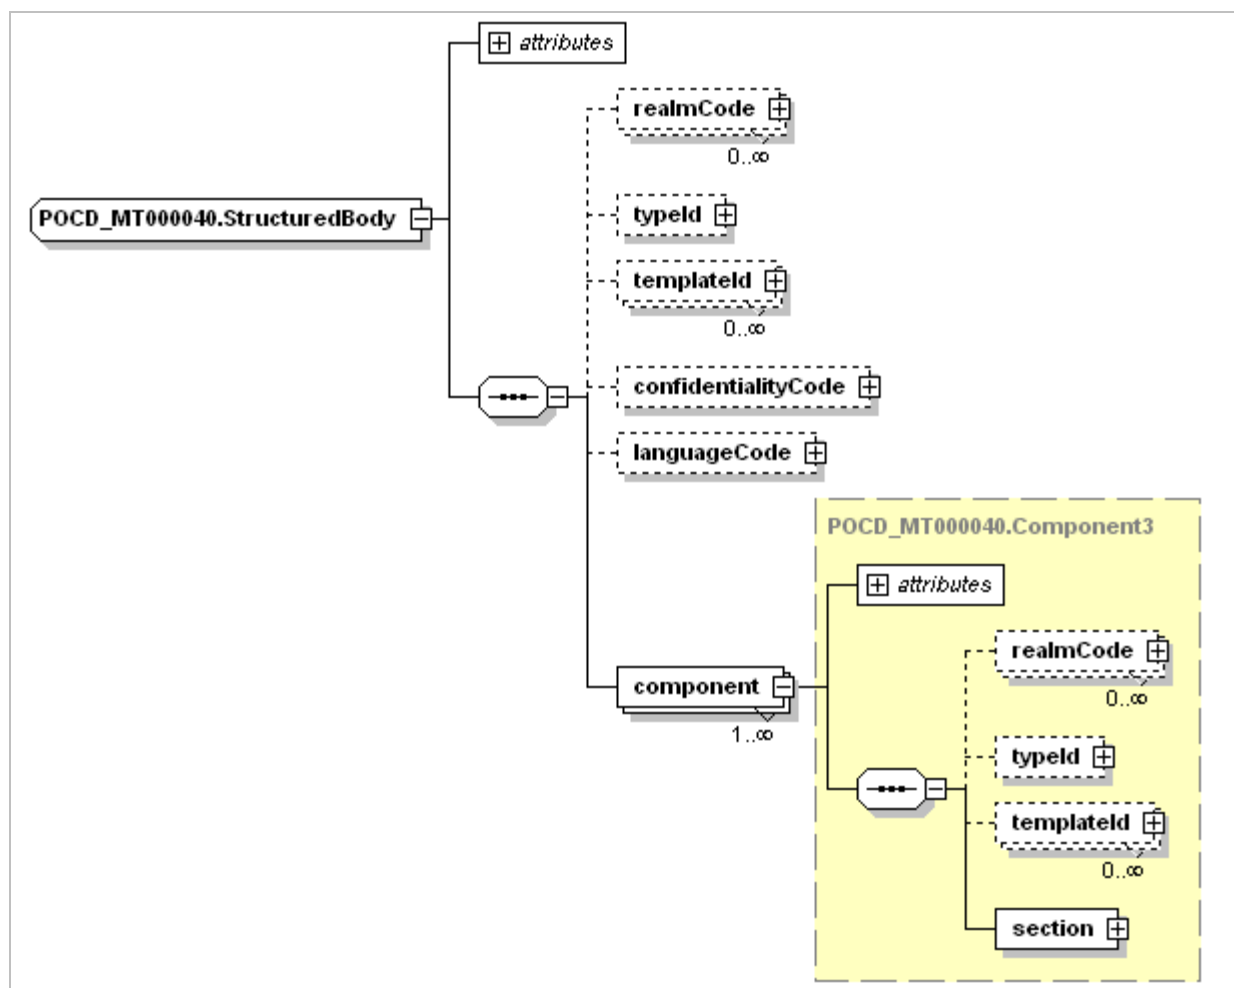 attributes
realmCode
0..∞
POCD_MT000040.StructuredBody
typeId
templateId
0..∞
confidentialityCode
languageCode
POCD_MT000040.Component3
attributes
realmCode
0..∞
component
1..∞
typeId
templateId
0..∞
section